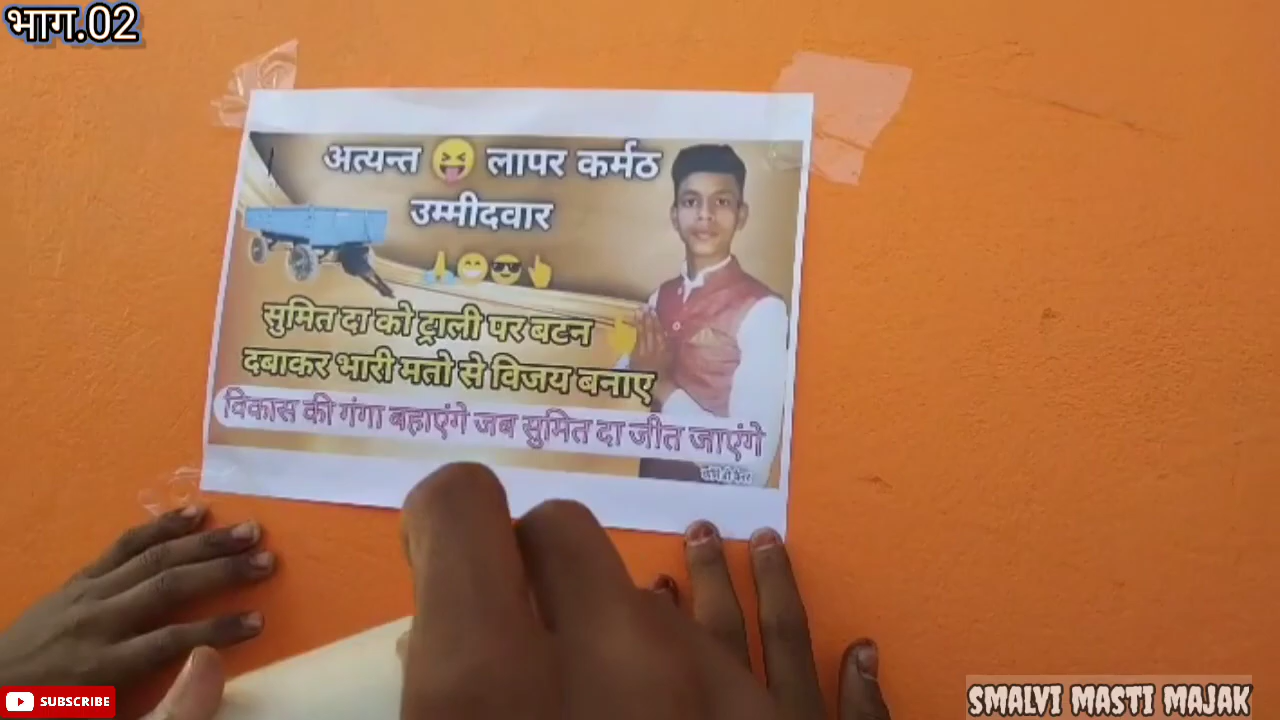 भाग.02
अत्यन्त 😝 लापर कर्मठ
उम्मीदवार
🙏😁😎👆
सुमित दा को ट्राली पर बटन
दबाकर भारी मतो से विजय बनाए
विकास की गंगा बहाएंगे जब सुमित दा जीत जाएंगे
SUBSCRIBE
SMALVI MASTI MAJAK